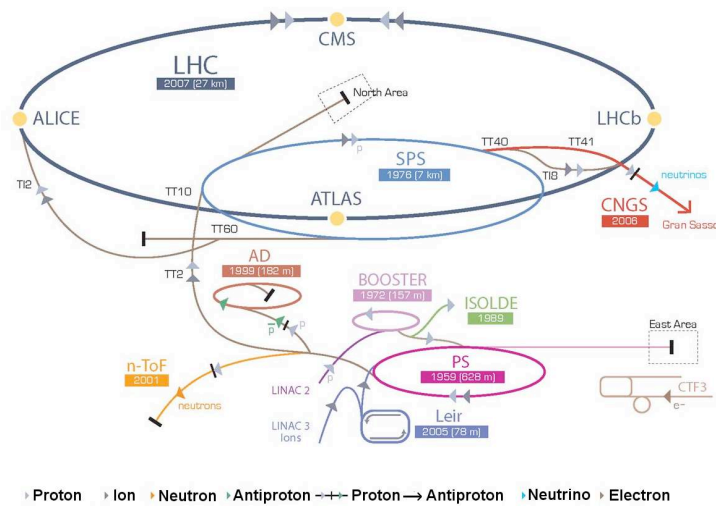 CMS
LHC
2007 (27 km)
North Area
ALICE
LHCb
TT40
TT41
SPS
1976 (7 km)
p
TI8
TI2
TT10
neutrinos
CNGS
2006
Gran Sasso
ATLAS
TT60
AD
1999 (182 m)
TT2
BOOSTER
1972 (157 m)
ISOLDE
1989
East Area
p
p̅
n-ToF
2001
PS
1959 (628 m)
p
LINAC 2
neutrons
CTF3
e-
LINAC 3
Ions
Leir
2005 (78 m)
Proton Ion Neutron Antiproton Proton Antiproton Neutrino Electron